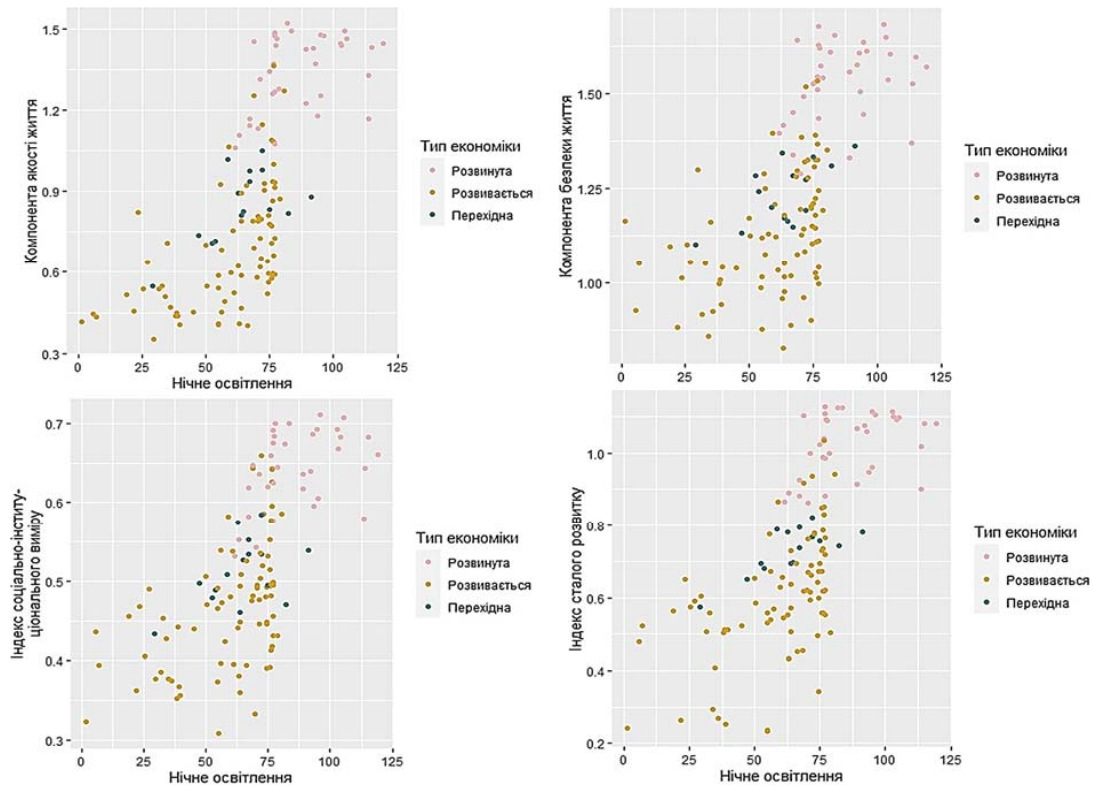 Компонента якості життя
1.5
1.2
0.9
0.6
0.3
0
25
50
75
100
125
Нічне освітлення
Тип економіки
Розвинута
Розвивається
Перехідна
Компонента безпеки життя
1.50
1.25
1.00
0
25
50
75
100
125
Нічне освітлення
Тип економіки
Розвинута
Розвивається
Перехідна
Індекс соціально-інститу-
ціонального виміру
0.7
0.6
0.5
0.4
0.3
0
25
50
75
100
125
Нічне освітлення
Тип економіки
Розвинута
Розвивається
Перехідна
Індекс сталого розвитку
1.0
0.8
0.6
0.4
0.2
0
25
50
75
100
125
Нічне освітлення
Тип економіки
Розвинута
Розвивається
Перехідна